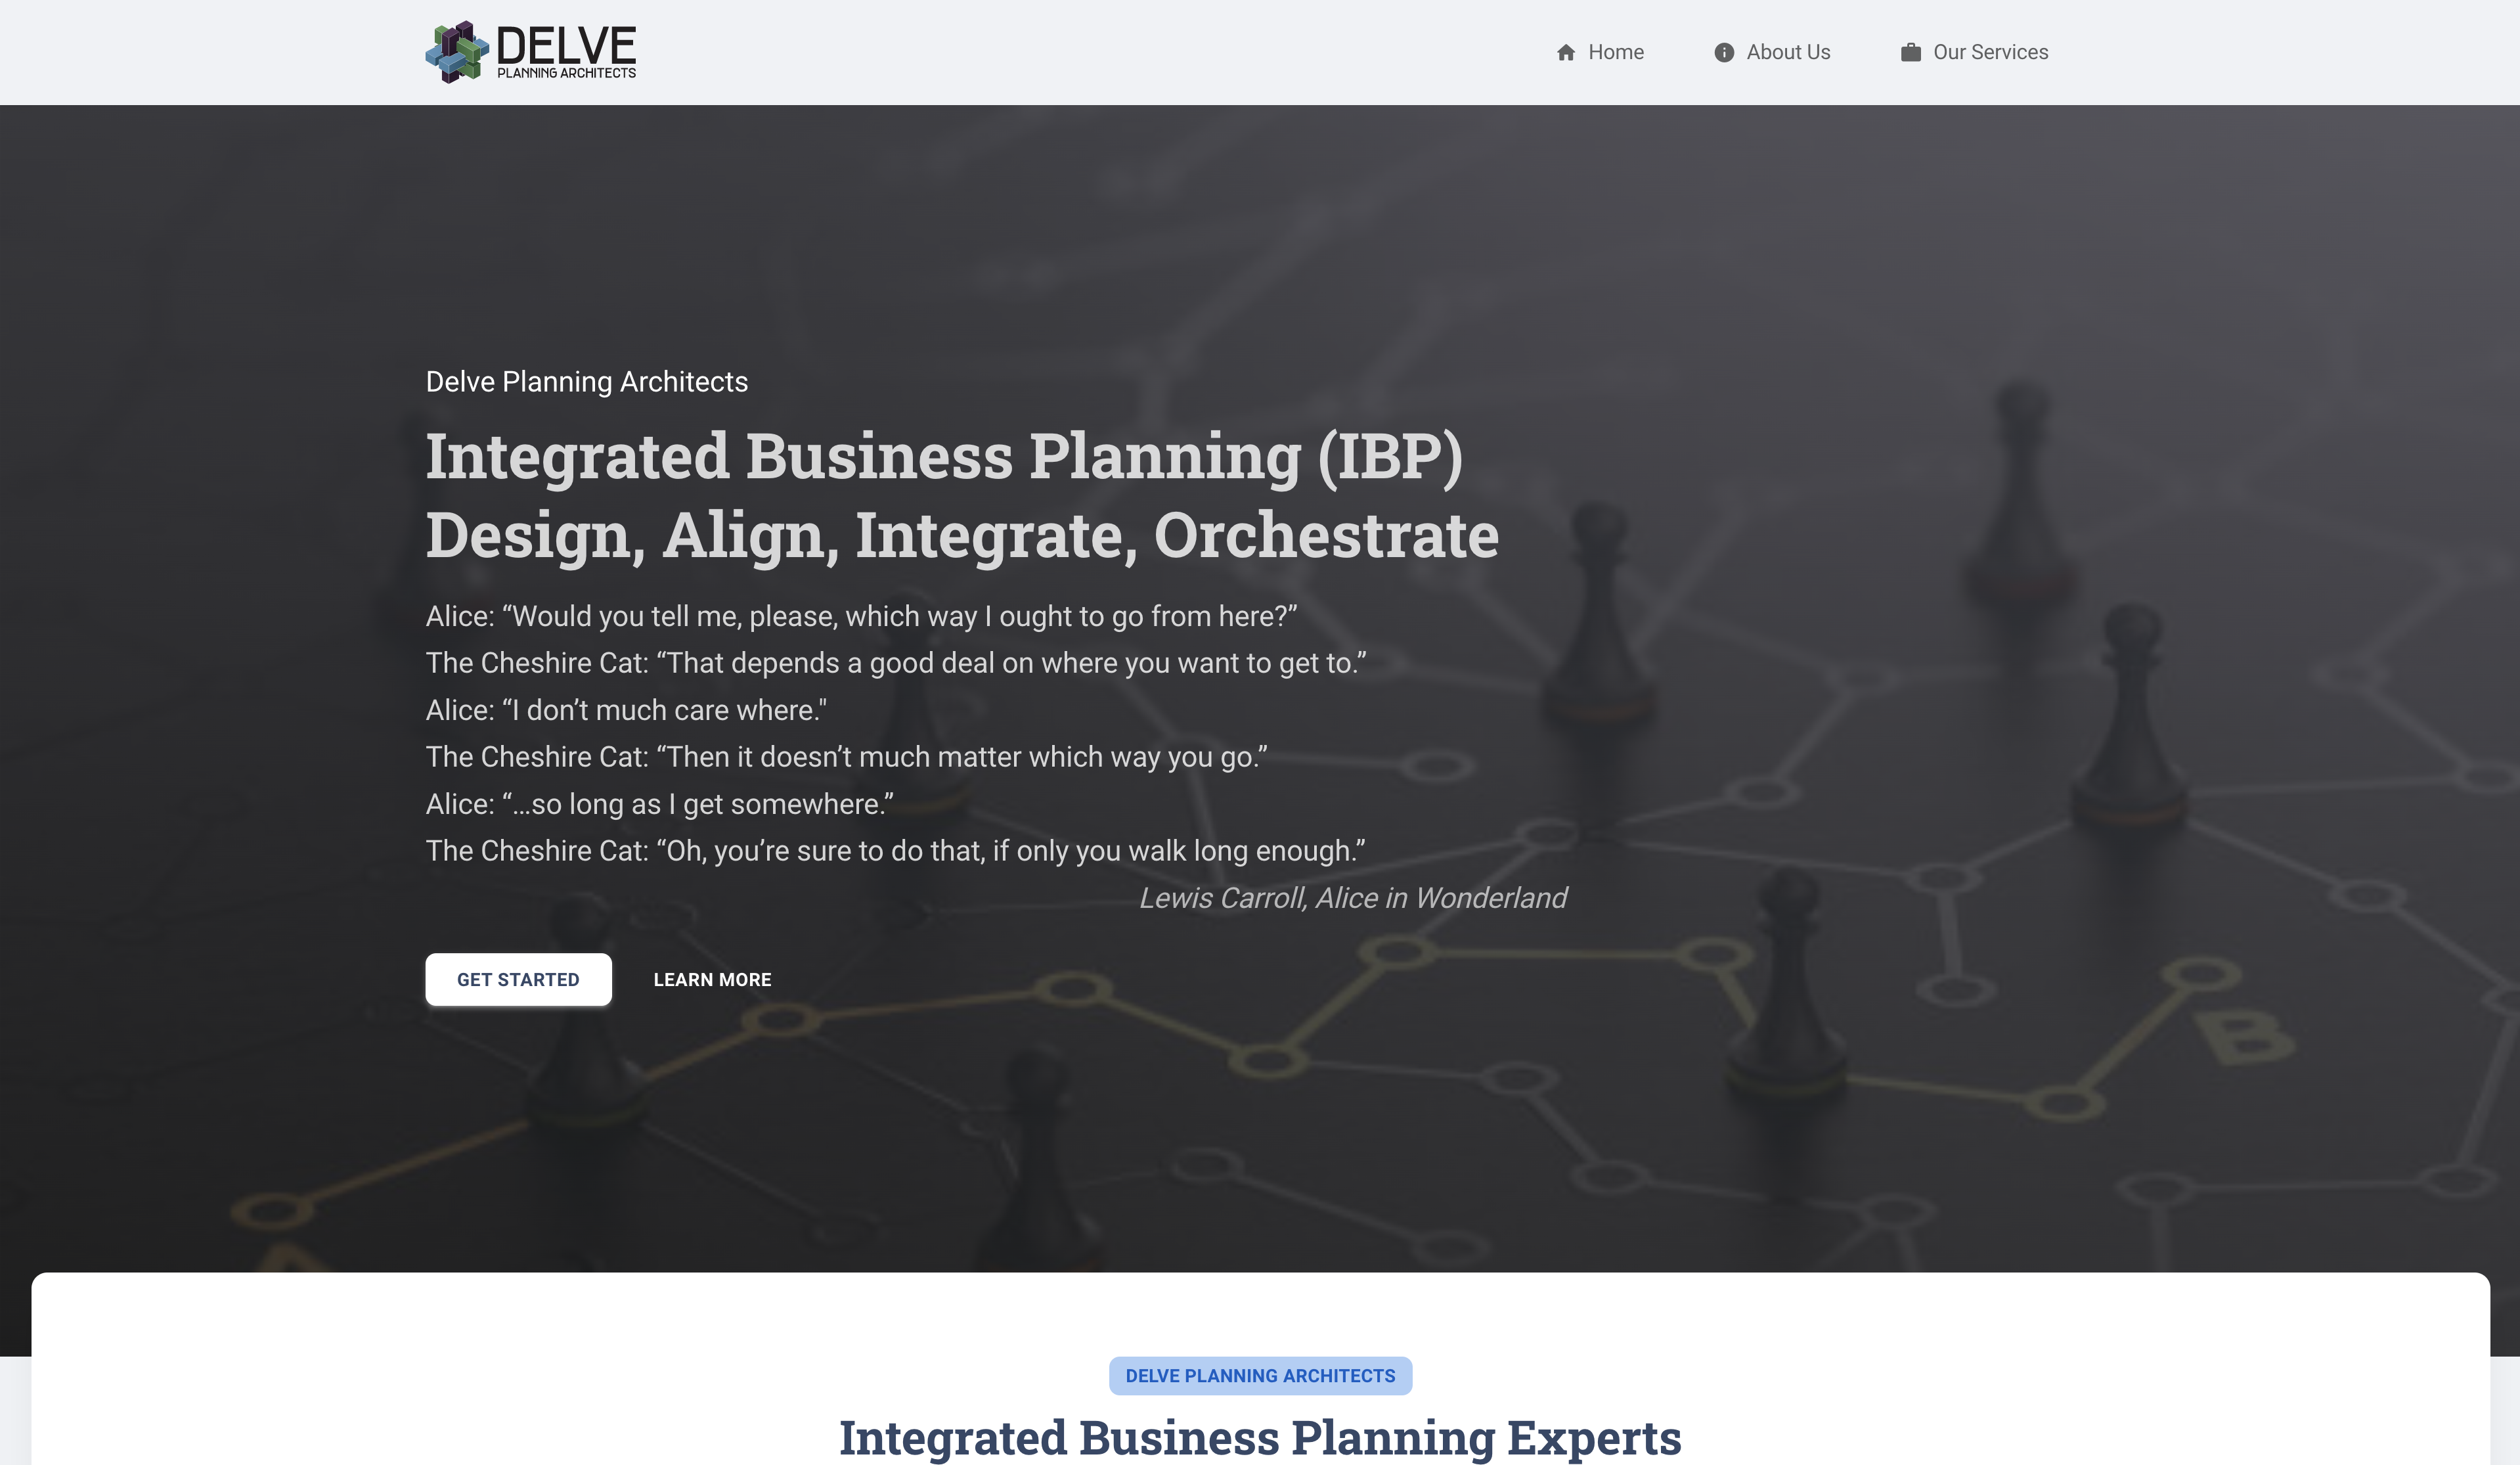 DELVE
PLANNING ARCHITECTS
Home
About Us
Our Services
Delve Planning Architects
Integrated Business Planning (IBP)
Design, Align, Integrate, Orchestrate
Alice: “Would you tell me, please, which way I ought to go from here?”
The Cheshire Cat: “That depends a good deal on where you want to get to.”
Alice: “I don’t much care where."
The Cheshire Cat: “Then it doesn’t much matter which way you go.”
Alice: “…so long as I get somewhere.”
The Cheshire Cat: “Oh, you’re sure to do that, if only you walk long enough.”
Lewis Carroll, Alice in Wonderland
GET STARTED
LEARN MORE
B
A
DELVE PLANNING ARCHITECTS
Integrated Business Planning Experts